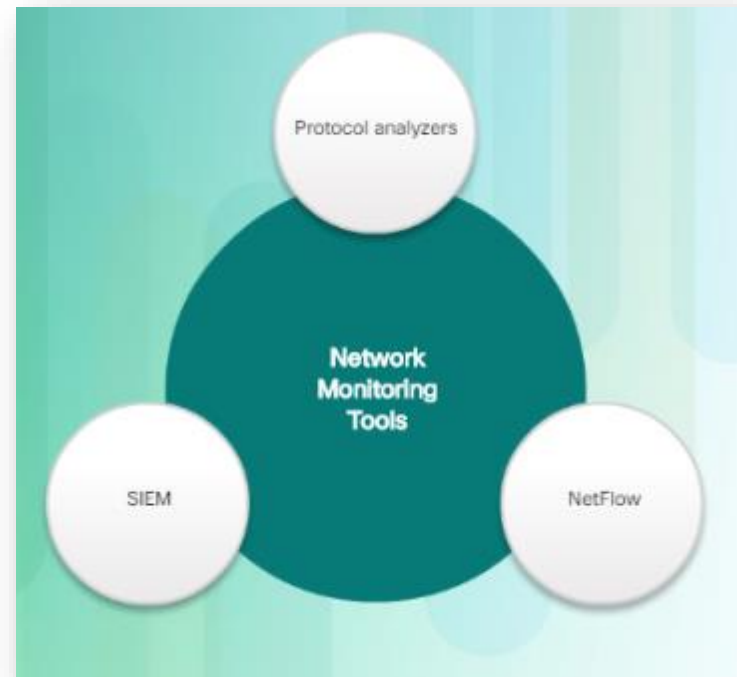 Protocol analyzers
Network
Monitoring
Tools
SIEM
NetFlow